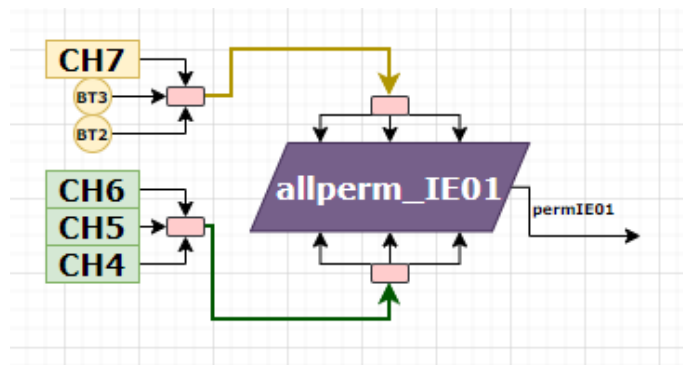 CH7
BT3
BT2
CH6
CH5
CH4
allperm_IE01
permIE01